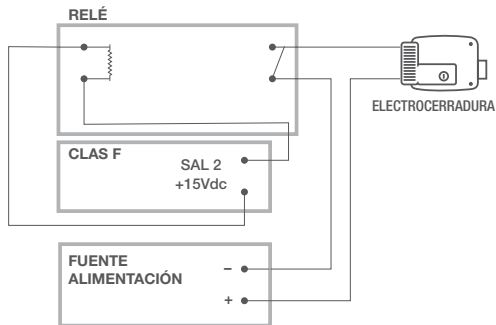 RELÉ
ELECTROCERRADURA
CLAS F
SAL 2
+15Vdc
FUENTE
ALIMENTACIÓN
–
+